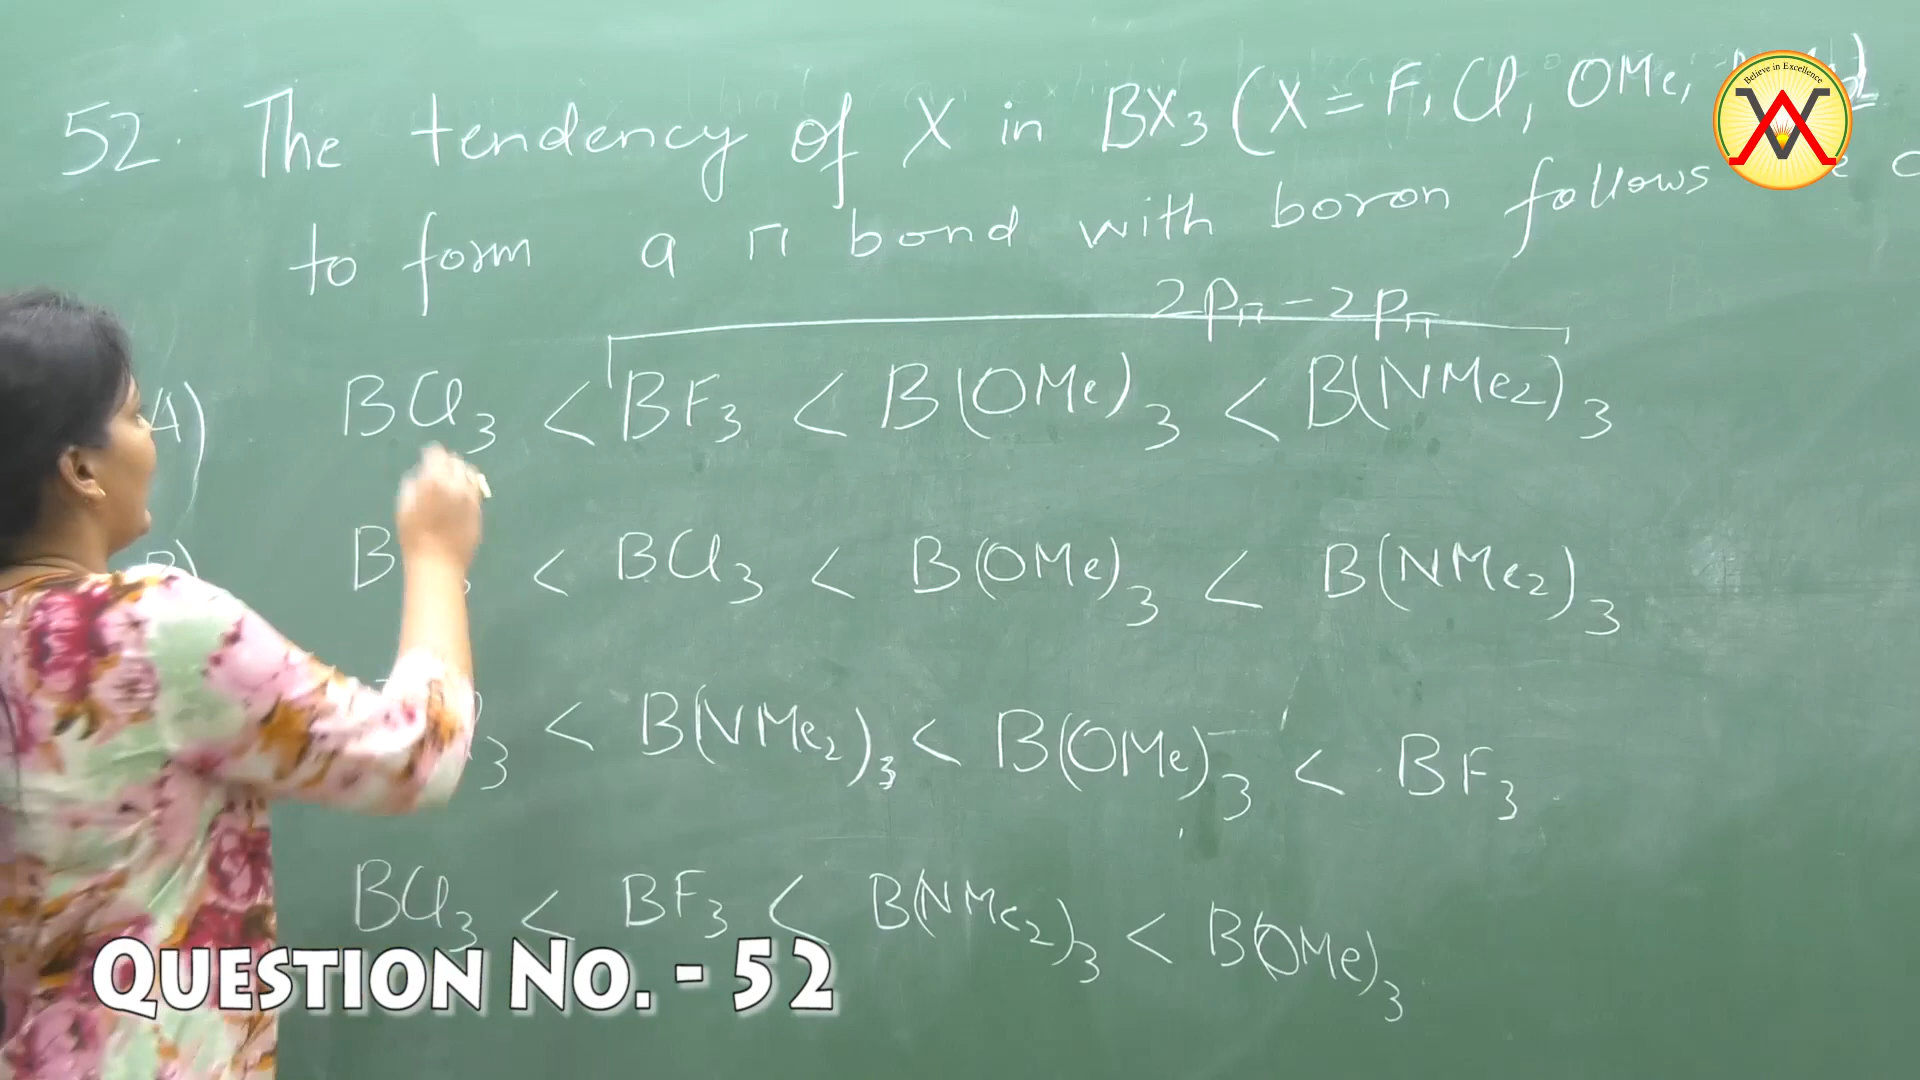 52. The tendency of X in BX3 (X = F, Cl, OMe,
to form a π bond with boron follows
2pπ - 2pπ
A) BCl3 < BF3 < B(OMe)3 < B(NMe2)3
B) < BCl3 < B(OMe)3 < B(NMe2)3
< B(NMe2)3 < B(OMe)3 < BF3
BCl3 < BF3 < B(NMe2)3 < B(OMe)3
QUESTION NO. - 52
Believe in Excellence